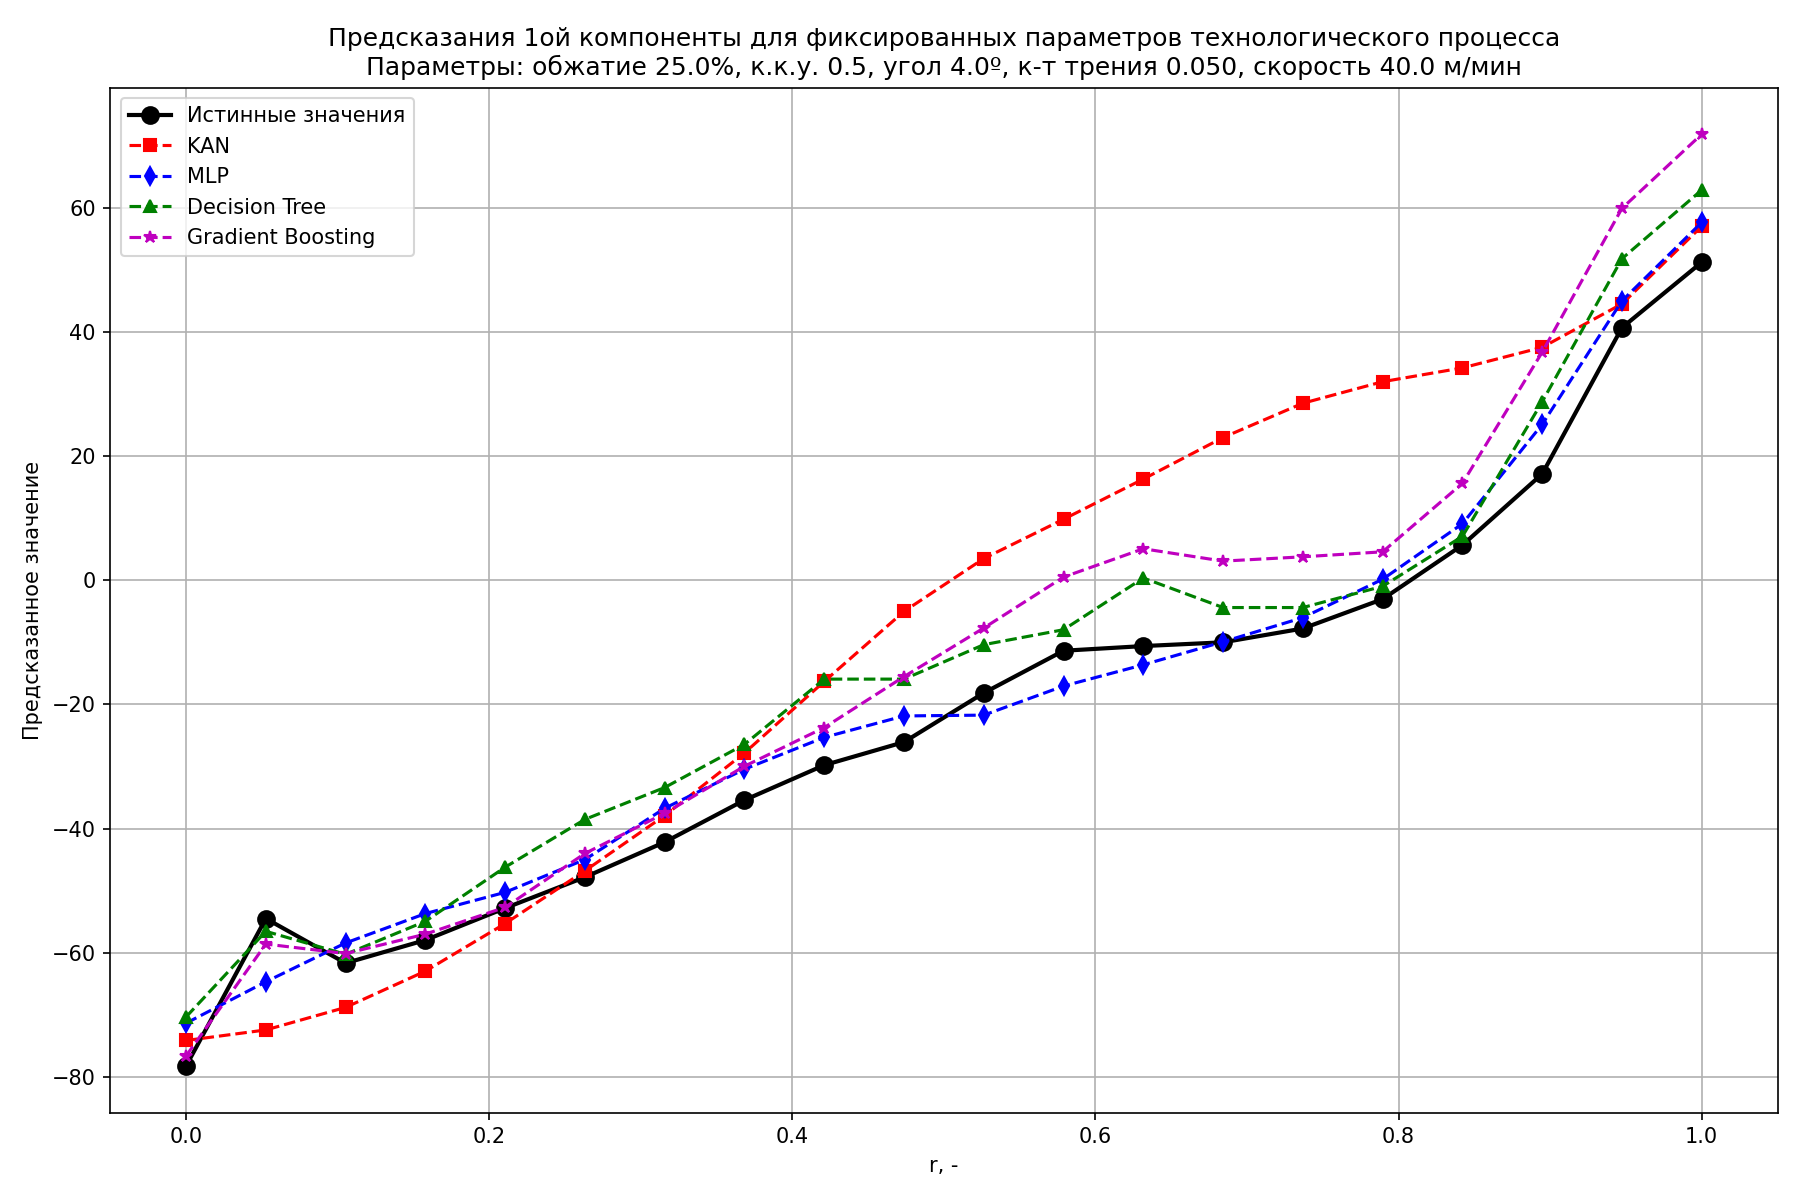 Предсказания 1ой компоненты для фиксированных параметров технологического процесса
Параметры: обжатие 25.0%, к.к.у. 0.5, угол 4.0º, к-т трения 0.050, скорость 40.0 м/мин
Истинные значения
KAN
MLP
Decision Tree
Gradient Boosting
Предсказанное значение
60
40
20
0
−20
−40
−60
−80
0.0
0.2
0.4
0.6
0.8
1.0
r, -